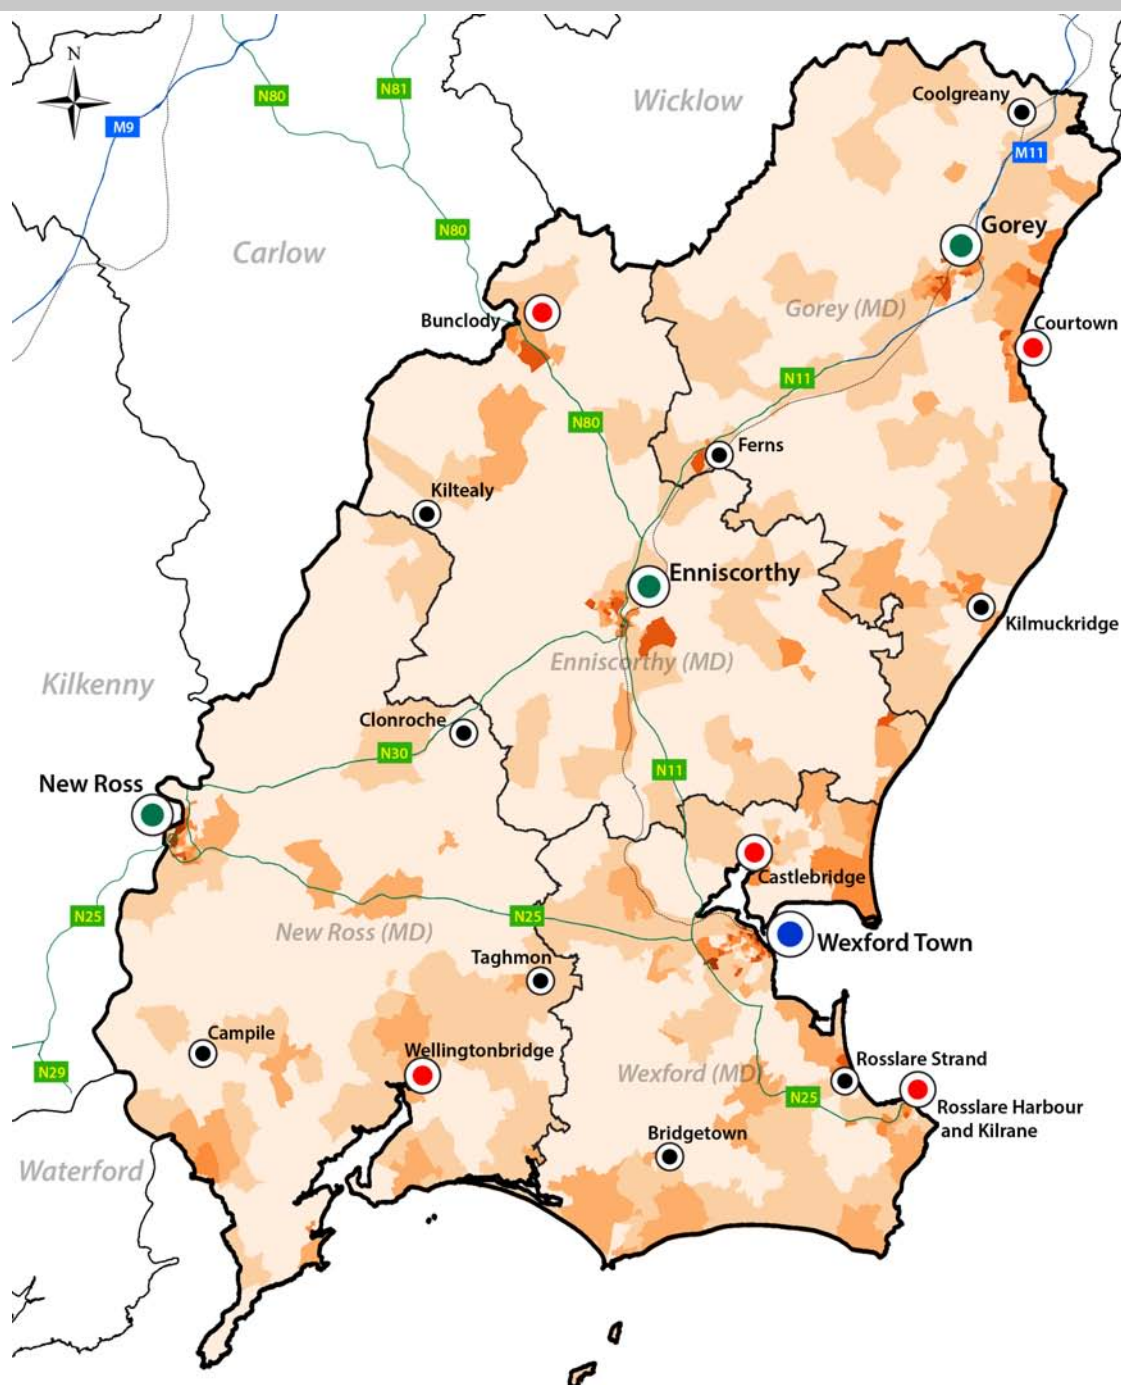 N
N80
N81
Wicklow
Coolgreany
M9
M11
N80
Gorey
Carlow
Bunclody
Gorey (MD)
Courtown
N11
N80
Ferns
Kiltealy
Enniscorthy
Kilmuckridge
Enniscorthy (MD)
Kilkenny
Clonroche
N30
N11
New Ross
Castlebridge
N25
N25
New Ross (MD)
Wexford Town
Taghmon
Campile
Wellingtonbridge
Rosslare Strand
N29
Wexford (MD)
N25
Rosslare Harbour
and Kilrane
Bridgetown
Waterford